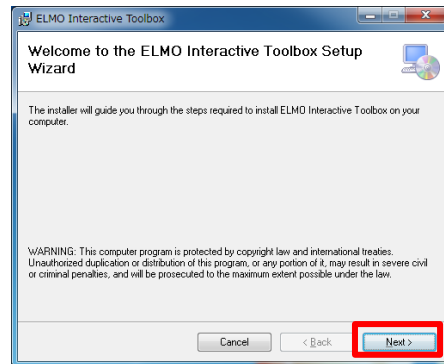 ELMO Interactive Toolbox
Welcome to the ELMO Interactive Toolbox Setup
Wizard
The installer will guide you through the steps required to install ELMO Interactive Toolbox on your
computer.
WARNING: This computer program is protected by copyright law and international treaties.
Unauthorized duplication or distribution of this program, or any portion of it, may result in severe civil
or criminal penalties, and will be prosecuted to the maximum extent possible under the law.
Cancel < Back Next >